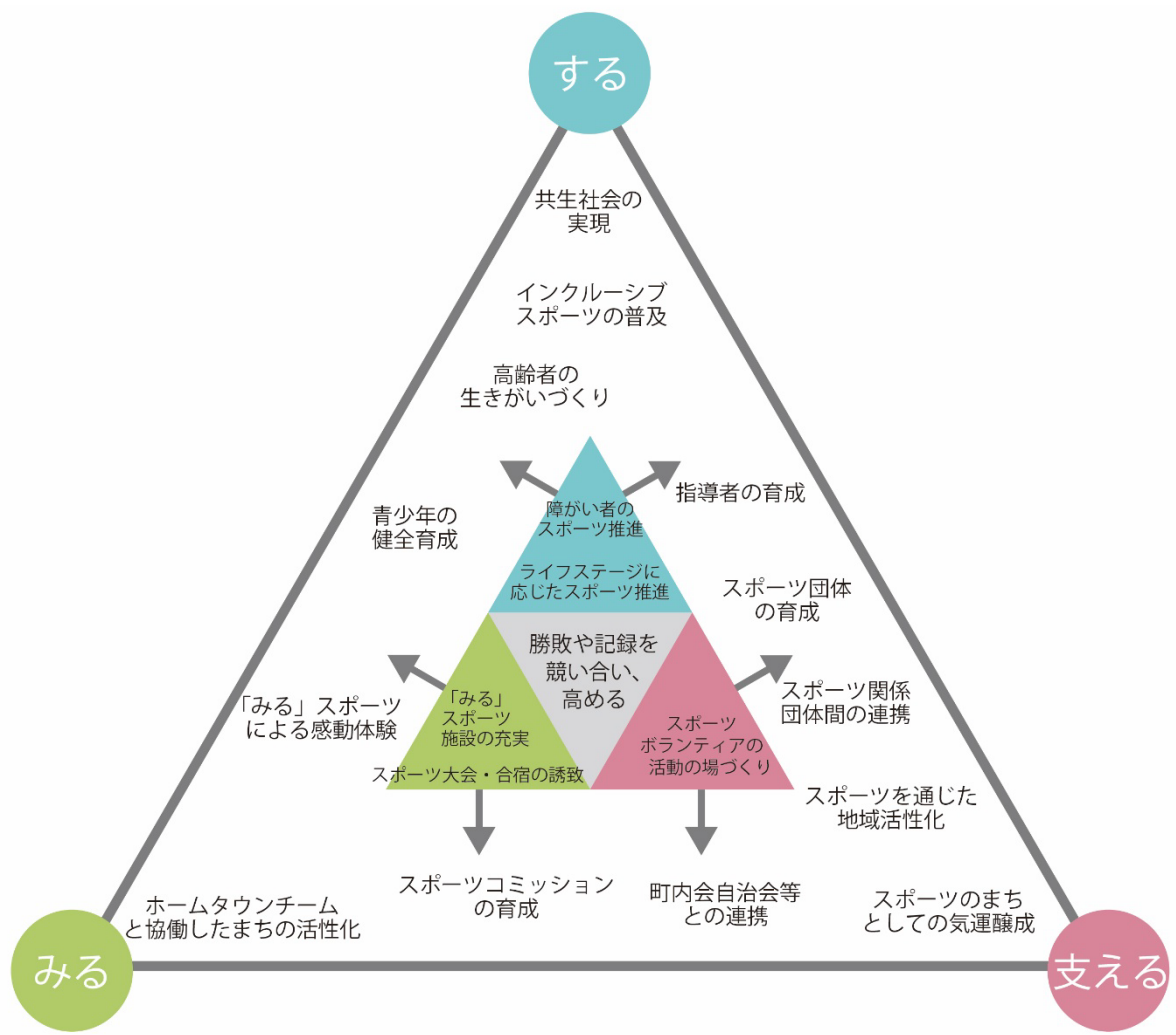 する
共生社会の
実現
インクルーシブ
スポーツの普及
高齢者の
生きがいづくり
指導者の育成
青少年の
健全育成
障がい者の
スポーツ推進
ライフステージに
応じたスポーツ推進
スポーツ団体
の育成
勝敗や記録を
競い合い、
高める
「みる」スポーツ
による感動体験
「みる」
スポーツ
施設の充実
スポーツ大会・合宿の誘致
スポーツ
ボランティアの
活動の場づくり
スポーツ関係
団体間の連携
スポーツを通じた
地域活性化
スポーツコミッション
の育成
町内会自治会等
との連携
ホームタウンチーム
と協働したまちの活性化
スポーツのまち
としての気運醸成
みる
支える